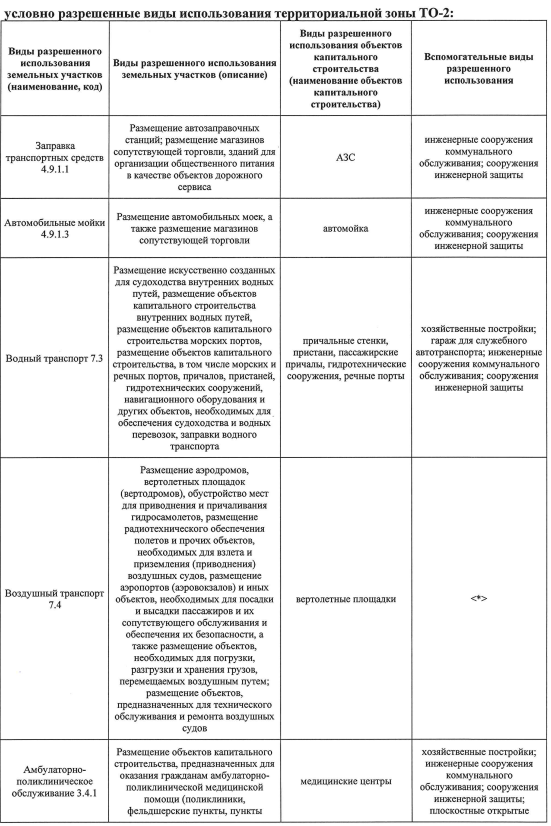 условно разрешенные виды использования территориальной зоны ТО-2:
Виды разрешенного
использования
земельных участков
(наименование, код)
Виды разрешенного использования
земельных участков (описание)
Виды разрешенного
использования объектов
капитального
строительства
(наименование объектов
капитального
строительства)
Вспомогательные виды
разрешенного
использования
Заправка
транспортных средств
4.9.1.1
Размещение автозаправочных
станций; размещение магазинов
сопутствующей торговли, зданий для
организации общественного питания
в качестве объектов дорожного
сервиса
АЗС
инженерные сооружения
коммунального
обслуживания; сооружения
инженерной защиты
Автомобильные мойки
4.9.1.3
Размещение автомобильных моек, а
также размещение магазинов
сопутствующей торговли
автомойка
инженерные сооружения
коммунального
обслуживания; сооружения
инженерной защиты
Водный транспорт 7.3
Размещение искусственно созданных
для судоходства внутренних водных
путей, размещение объектов
капитального строительства
внутренних водных путей,
размещение объектов капитального
строительства морских портов,
размещение объектов капитального
строительства, в том числе морских и
речных портов, причалов, пристаней,
гидротехнических сооружений,
навигационного оборудования и
других объектов, необходимых для
обеспечения судоходства и водных
перевозок, заправки водного
транспорта
причальные стенки,
пристани, пассажирские
причалы, гидротехнические
сооружения, речные порты
хозяйственные постройки;
гараж для служебного
автотранспорта; инженерные
сооружения коммунального
обслуживания; сооружения
инженерной защиты
Воздушный транспорт
7.4
Размещение аэродромов,
вертолетных площадок
(вертодромов), обустройство мест
для приводнения и причаливания
гидросамолетов, размещение
радиотехнического обеспечения
полетов и прочих объектов,
необходимых для взлета и
приземления (приводнения)
воздушных судов, размещение
аэропортов (аэровокзалов) и иных
объектов, необходимых для посадки
и высадки пассажиров и их
сопутствующего обслуживания и
обеспечения их безопасности, а
также размещение объектов,
необходимых для погрузки,
разгрузки и хранения грузов,
перемещаемых воздушным путем;
размещение объектов,
предназначенных для технического
обслуживания и ремонта воздушных
судов
вертолетные площадки
<*>
Амбулаторно-
поликлиническое
обслуживание 3.4.1
Размещение объектов капитального
строительства, предназначенных для
оказания гражданам амбулаторно-
поликлинической медицинской
помощи (поликлиники,
фельдшерские пункты, пункты
медицинские центры
хозяйственные постройки;
инженерные сооружения
коммунального
обслуживания; сооружения
инженерной защиты;
плоскостные открытые